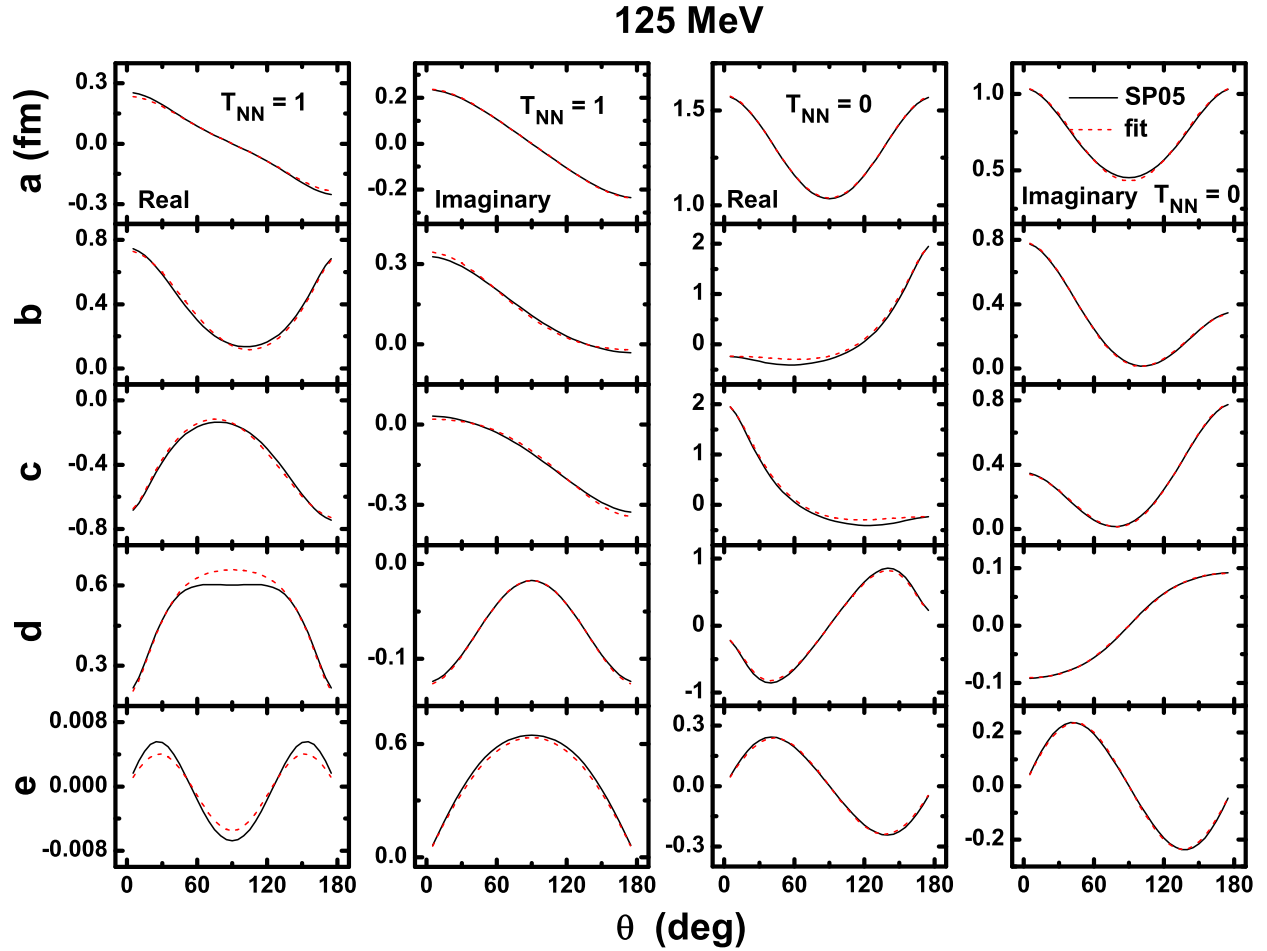 125 MeV
a (fm)
0.3
0.0
-0.3
T_NN = 1
Real
0.2
0.0
-0.2
T_NN = 1
Imaginary
1.5
1.0
T_NN = 0
Real
1.0
0.5
SP05
fit
Imaginary T_NN = 0
b
0.8
0.4
0.0
0.3
0.0
2
1
0
0.8
0.4
0.0
c
0.0
-0.4
-0.8
0.0
-0.3
2
1
0
0.8
0.4
0.0
d
0.6
0.3
0.0
-0.1
1
0
-1
0.1
0.0
-0.1
e
0.008
0.000
-0.008
0.6
0.0
0.3
0.0
-0.3
0.2
0.0
-0.2
0 60 120 180
0 60 120 180
0 60 120 180
0 60 120 180
θ (deg)